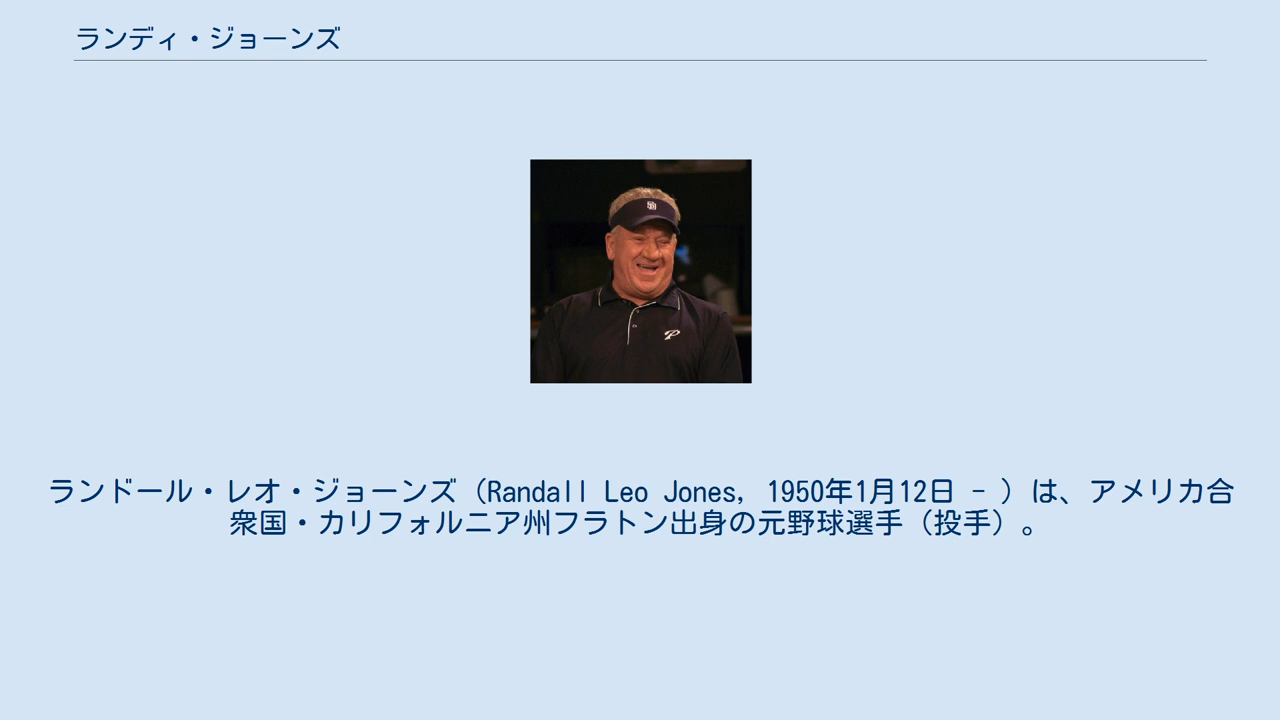 ランディ・ジョーンズ
SD
P
ランドール・レオ・ジョーンズ（Randall Leo Jones, 1950年1月12日 - ）は、アメリカ合
衆国・カリフォルニア州フラトン出身の元野球選手（投手）。